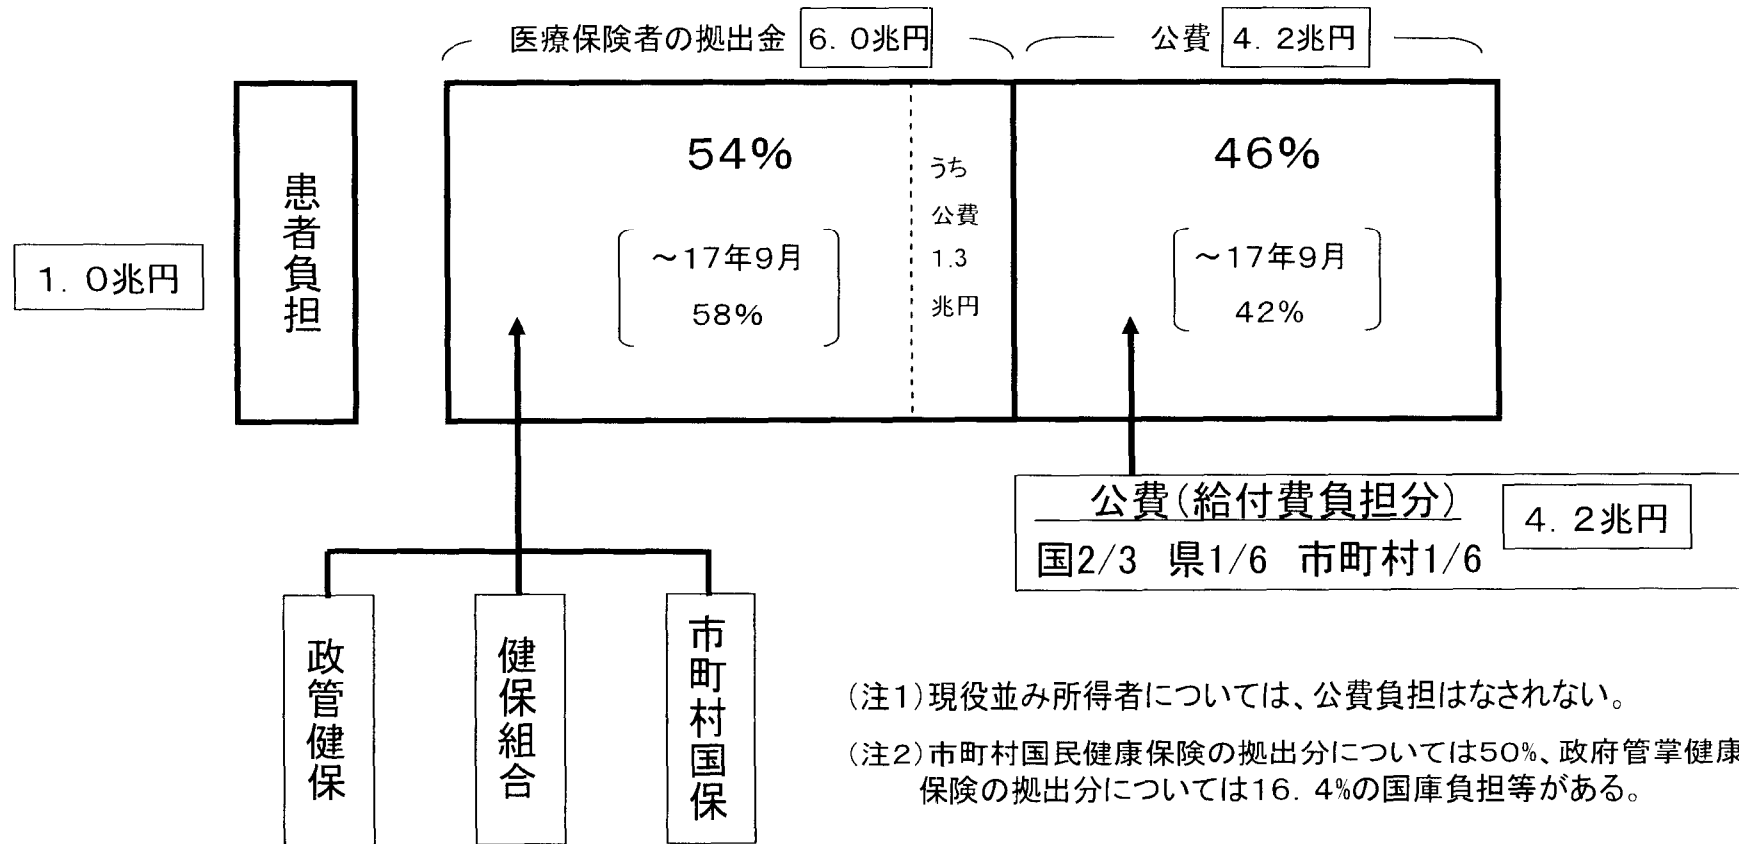 医療保険者の拠出金 6.0兆円
公費 4.2兆円
1.0兆円
患者負担
54%
〜17年9月
58%
うち
公費
1.3
兆円
46%
〜17年9月
42%
公費(給付費負担分)
4.2兆円
国2/3 県1/6 市町村1/6
政管健保
健保組合
市町村国保
(注1)現役並み所得者については、公費負担はなされない。
(注2)市町村国民健康保険の拠出分については50%、政府管掌健康
保険の拠出分については16.4%の国庫負担等がある。